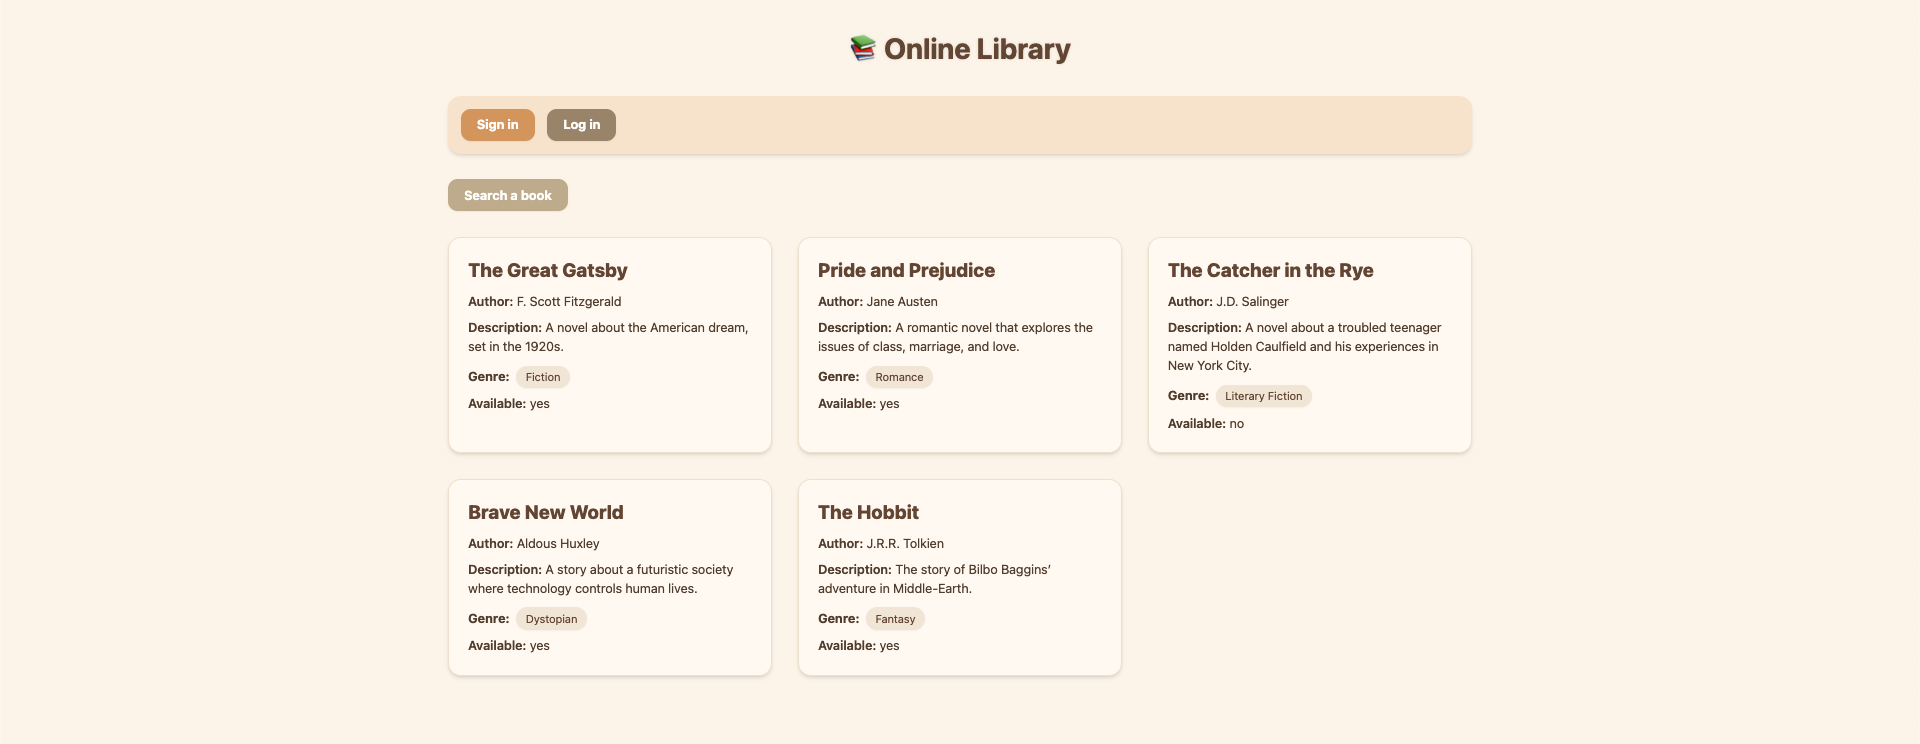 Online Library
Sign in
Log in
Search a book
The Great Gatsby
Author: F. Scott Fitzgerald
Description: A novel about the American dream,
set in the 1920s.
Genre: Fiction
Available: yes
Pride and Prejudice
Author: Jane Austen
Description: A romantic novel that explores the
issues of class, marriage, and love.
Genre: Romance
Available: yes
The Catcher in the Rye
Author: J.D. Salinger
Description: A novel about a troubled teenager
named Holden Caulfield and his experiences in
New York City.
Genre: Literary Fiction
Available: no
Brave New World
Author: Aldous Huxley
Description: A story about a futuristic society
where technology controls human lives.
Genre: Dystopian
Available: yes
The Hobbit
Author: J.R.R. Tolkien
Description: The story of Bilbo Baggins’
adventure in Middle-Earth.
Genre: Fantasy
Available: yes